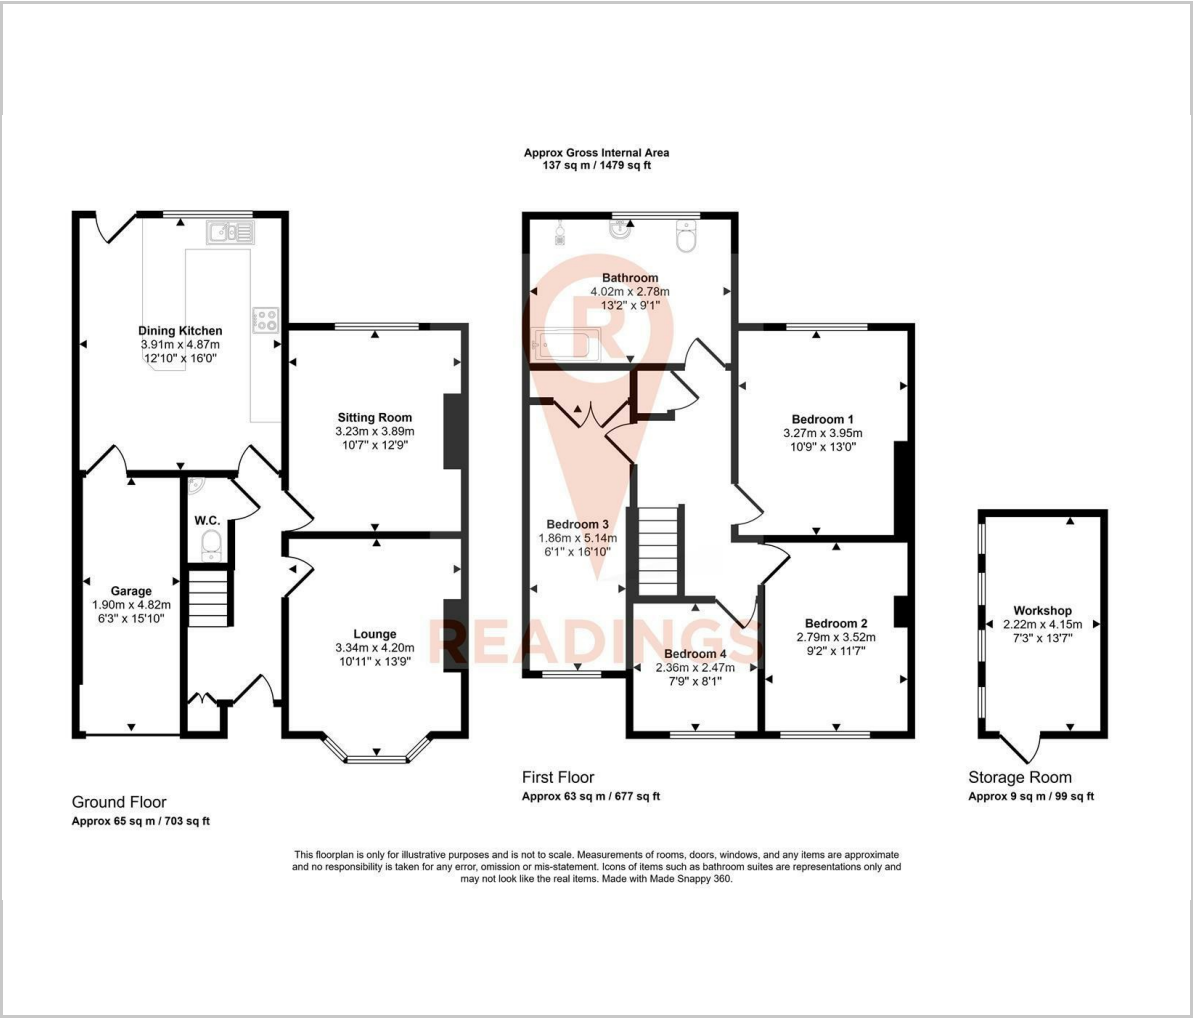 Approx Gross Internal Area
137 sq m / 1479 sq ft
Dining Kitchen
3.91m x 4.87m
12'10" x 16'0"
Sitting Room
3.23m x 3.89m
10'7" x 12'9"
W.C.
Garage
1.90m x 4.82m
6'3" x 15'10"
Lounge
3.34m x 4.20m
10'11" x 13'9"
Ground Floor
Approx 65 sq m / 703 sq ft
R
Bathroom
4.02m x 2.78m
13'2" x 9'1"
Bedroom 1
3.27m x 3.95m
10'9" x 13'0"
Bedroom 3
1.86m x 5.14m
6'1" x 16'10"
READINGS
Bedroom 2
2.79m x 3.52m
9'2" x 11'7"
Bedroom 4
2.36m x 2.47m
7'9" x 8'1"
First Floor
Approx 63 sq m / 677 sq ft
Workshop
2.22m x 4.15m
7'3" x 13'7"
Storage Room
Approx 9 sq m / 99 sq ft
This floorplan is only for illustrative purposes and is not to scale. Measurements of rooms, doors, windows, and any items are approximate
and no responsibility is taken for any error, omission or mis-statement. Icons of items such as bathroom suites are representations only and
may not look like the real items. Made with Made Snappy 360.